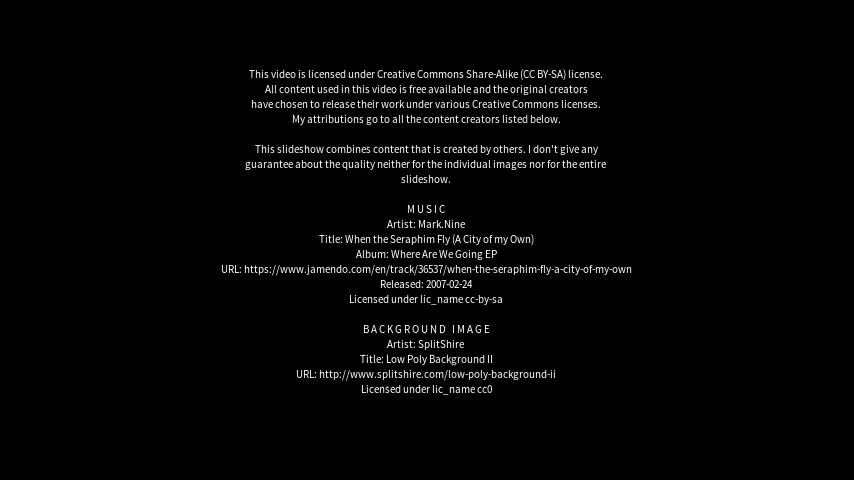 This video is licensed under Creative Commons Share-Alike (CC BY-SA) license.
All content used in this video is free available and the original creators
have chosen to release their work under various Creative Commons licenses.
My attributions go to all the content creators listed below.
This slideshow combines content that is created by others. I don't give any
guarantee about the quality neither for the individual images nor for the entire
slideshow.
MUSIC
Artist: Mark.Nine
Title: When the Seraphim Fly (A City of my Own)
Album: Where Are We Going EP
URL: https://www.jamendo.com/en/track/36537/when-the-seraphim-fly-a-city-of-my-own
Released: 2007-02-24
Licensed under lic_name cc-by-sa
BACKGROUND IMAGE
Artist: SplitShire
Title: Low Poly Background II
URL: http://www.splitshire.com/low-poly-background-ii
Licensed under lic_name cc0